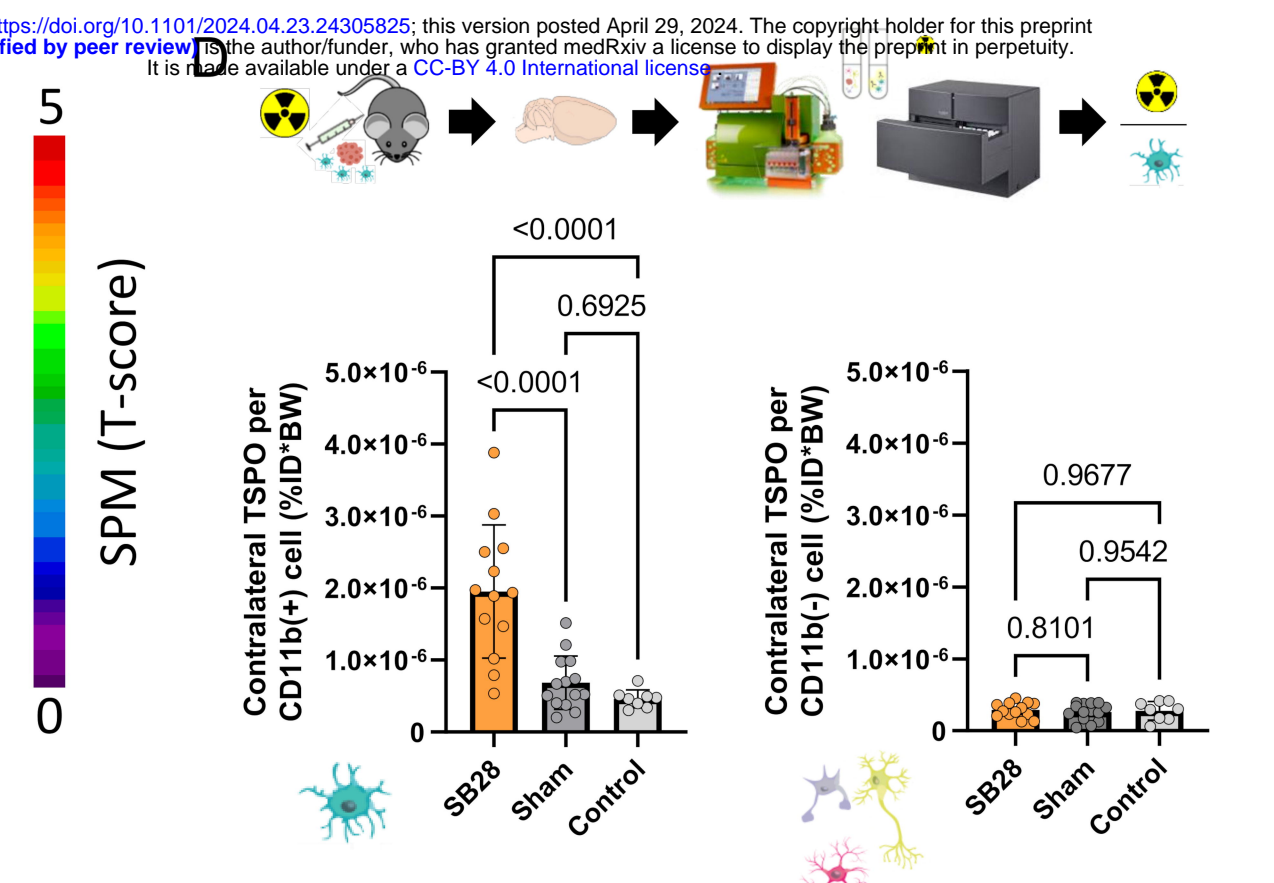 ttps://doi.org/10.1101/2024.04.23.24305825; this version posted April 29, 2024. The copyright holder for this preprint
fied by peer review) is the author/funder, who has granted medRxiv a license to display the preprint in perpetuity.
It is made available under a CC-BY 4.0 International license
D
5
SPM (T-score)
0
<0.0001
0.6925
<0.0001
Contralateral TSPO per
CD11b(+) cell (%ID*BW)
5.0×10-6
4.0×10-6
3.0×10-6
2.0×10-6
1.0×10-6
0
SB28
Sham
Control
Contralateral TSPO per
CD11b(-) cell (%ID*BW)
5.0×10-6
4.0×10-6
3.0×10-6
2.0×10-6
1.0×10-6
0
0.9677
0.9542
0.8101
SB28
Sham
Control